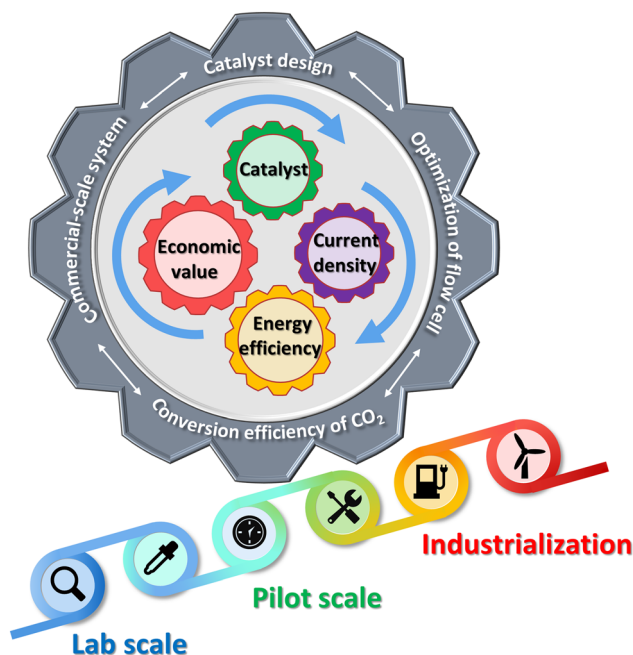 Catalyst design
Optimization of flow cell
Conversion efficiency of CO₂
Commercial-scale system
Catalyst
Economic
value
Current
density
Energy
efficiency
Industrialization
Pilot scale
Lab scale